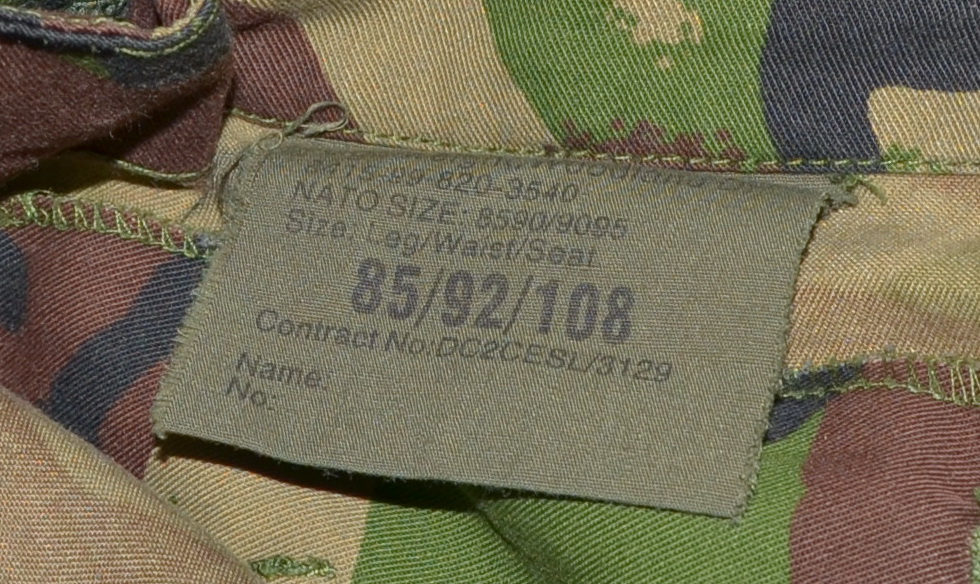 8415-99-820-3540
NATO SIZE: 8590/9095
Size: Leg/Waist/Seat
85/92/108
Contract No:DC2CESL/3129
Name:
No: